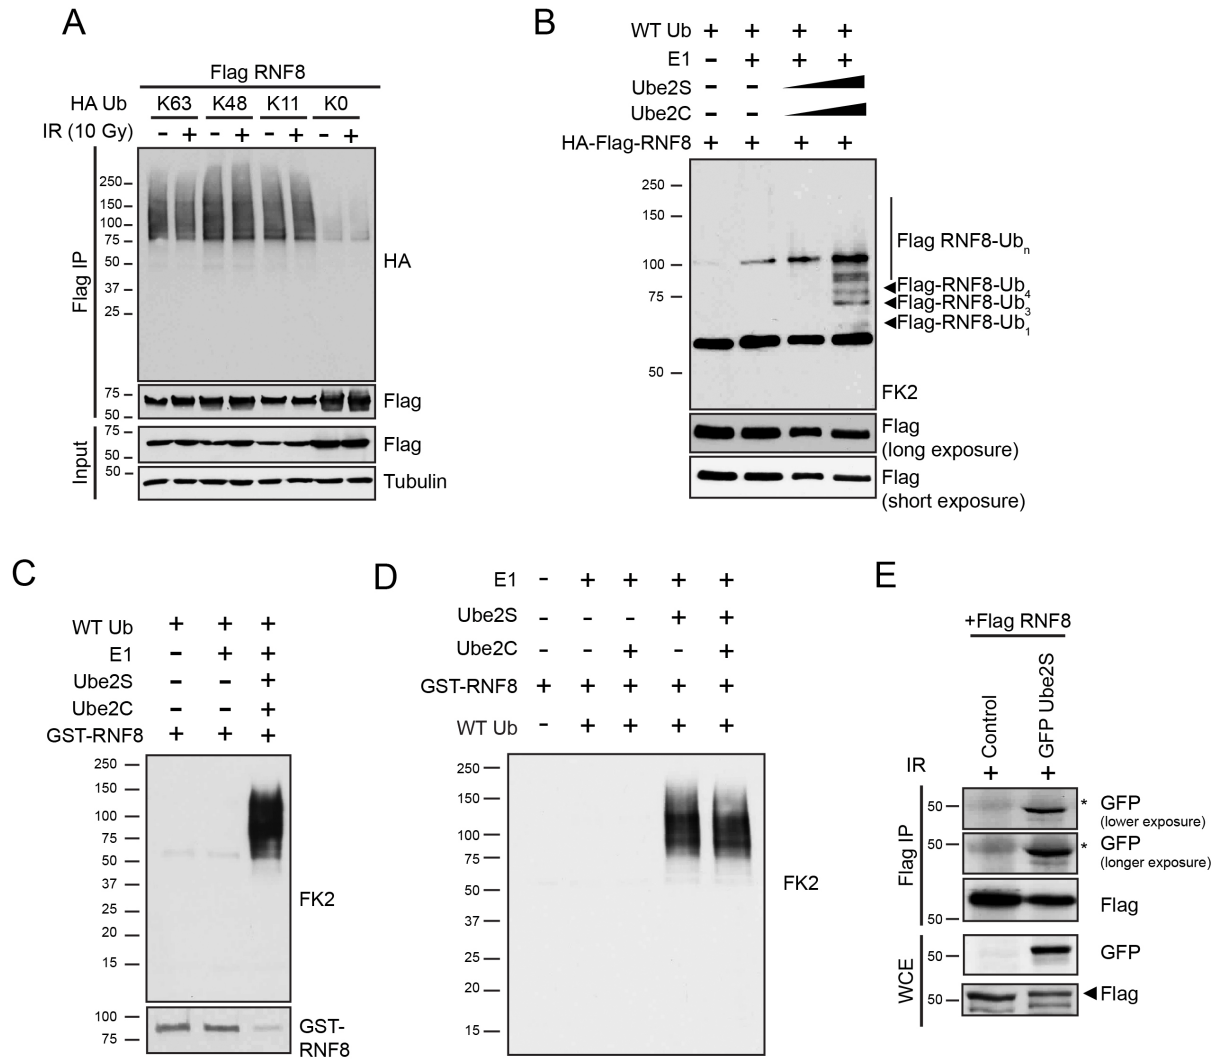 A
Flag RNF8
HA Ub K63 K48 K11 K0
IR (10 Gy) - + - + - + - +
Flag IP
250
150
100
75
50
37
25
HA
75
50
Flag
Input
75
50
Flag
50
Tubulin
B
WT Ub + + + +
E1 - + + +
Ube2S - -
Ube2C - -
HA-Flag-RNF8 + + + +
250
150
100
75
50
Flag RNF8-Ubn
Flag-RNF8-Ub4
Flag-RNF8-Ub3
Flag-RNF8-Ub1
FK2
Flag
(long exposure)
Flag
(short exposure)
C
WT Ub + + +
E1 - + +
Ube2S - - +
Ube2C - - +
GST-RNF8 + + +
250
150
100
75
50
37
25
20
15
FK2
100
75
GST-
RNF8
D
E1 - + + + +
Ube2S - - - + +
Ube2C - - + - +
GST-RNF8 + + + + +
WT Ub - + + + +
250
150
100
75
50
37
25
20
15
FK2
E
+Flag RNF8
Control
GFP Ube2S
IR + +
Flag IP
50 * GFP
(lower exposure)
50 * GFP
(longer exposure)
50 Flag
WCE
50 GFP
50 Flag